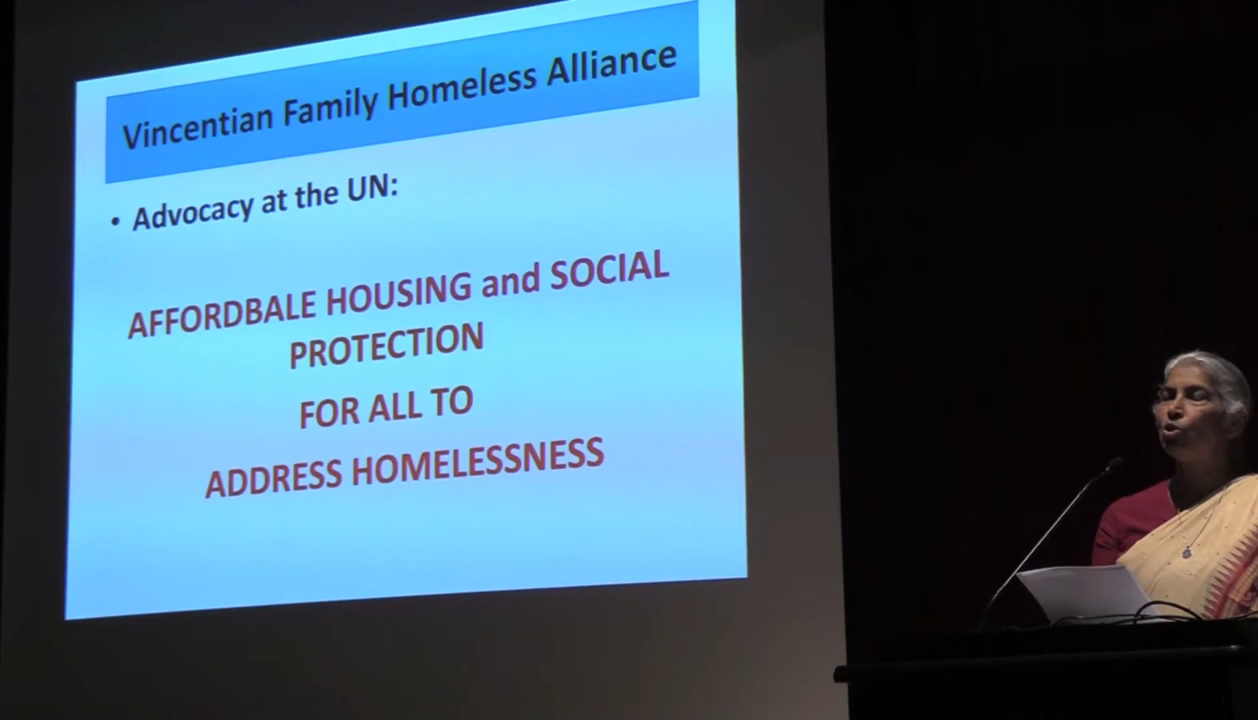 Vincentian Family Homeless Alliance
• Advocacy at the UN:
AFFORDBALE HOUSING and SOCIAL
PROTECTION
FOR ALL TO
ADDRESS HOMELESSNESS